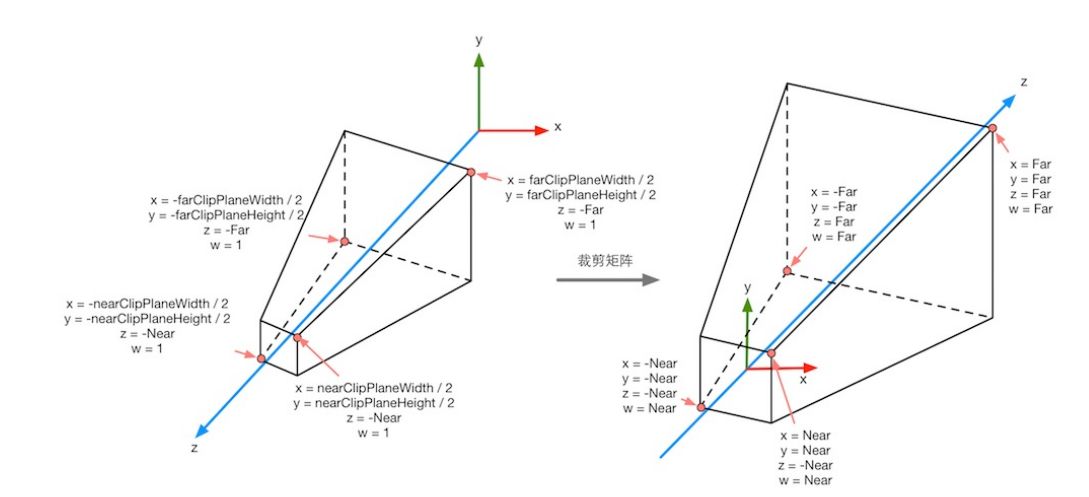 y
x
x = -farClipPlaneWidth / 2
y = -farClipPlaneHeight / 2
z = -Far
w = 1
x = farClipPlaneWidth / 2
y = farClipPlaneHeight / 2
z = -Far
w = 1
x = -nearClipPlaneWidth / 2
y = -nearClipPlaneHeight / 2
z = -Near
w = 1
x = nearClipPlaneWidth / 2
y = nearClipPlaneHeight / 2
z = -Near
w = 1
z
裁剪矩阵
z
x = Far
y = Far
z = Far
w = Far
x = -Far
y = -Far
z = Far
w = Far
y
x
x = -Near
y = -Near
z = -Near
w = Near
x = Near
y = Near
z = -Near
w = Near